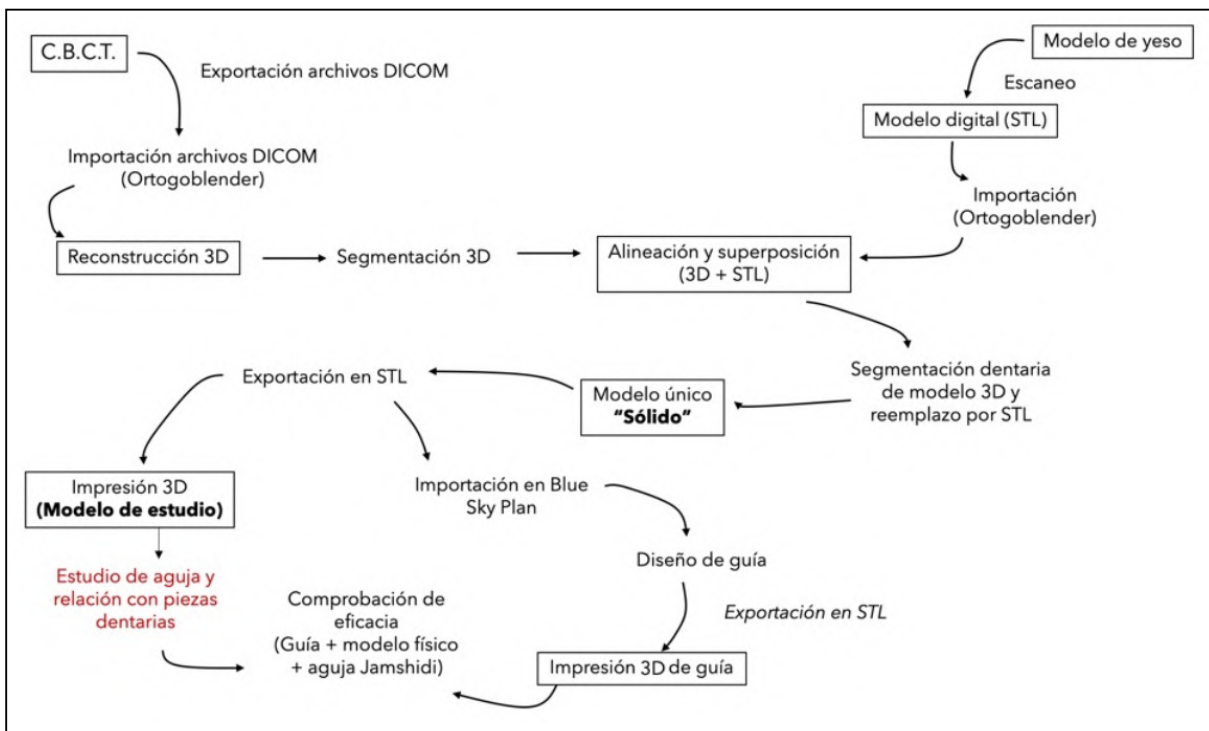 C.B.C.T.
Exportación archivos DICOM
Importación archivos DICOM
(Ortogoblender)
Reconstrucción 3D
Segmentación 3D
Modelo de yeso
Escaneo
Modelo digital (STL)
Importación
(Ortogoblender)
Alineación y superposición
(3D + STL)
Segmentación dentaria
de modelo 3D y
reemplazo por STL
Modelo único
“Sólido”
Exportación en STL
Impresión 3D
(Modelo de estudio)
Estudio de aguja y
relación con piezas
dentarias
Importación en Blue
Sky Plan
Diseño de guía
Exportación en STL
Impresión 3D de guía
Comprobación de
eficacia
(Guía + modelo físico
+ aguja Jamshidi)